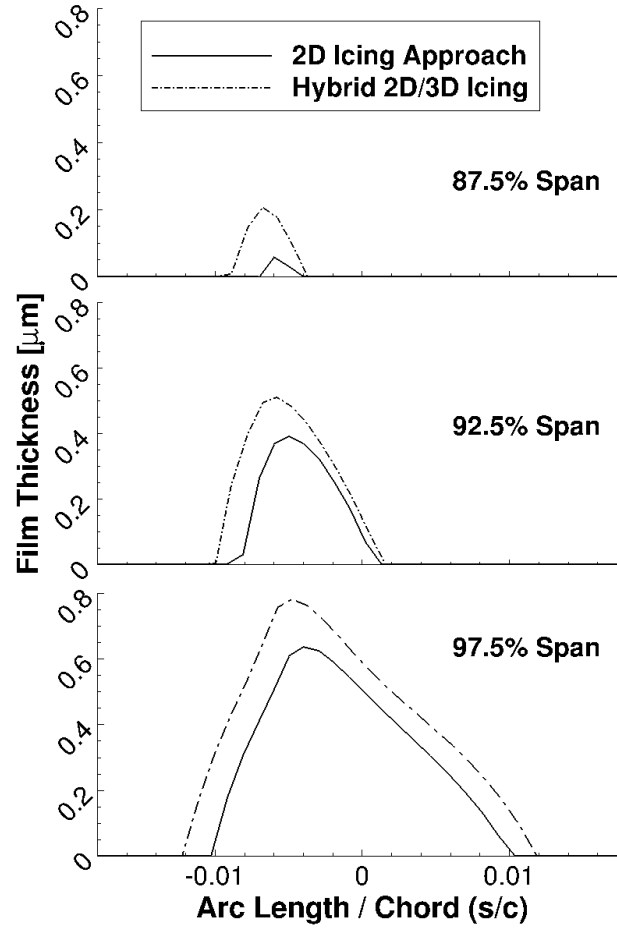 0.8
2D Icing Approach
Hybrid 2D/3D Icing
0.6
0.4
87.5% Span
0.2
0
0.8
0.6
92.5% Span
0.4
0.2
0
0.8
97.5% Span
0.6
0.4
0.2
0
Film Thickness [μm]
-0.01 0 0.01
Arc Length / Chord (s/c)